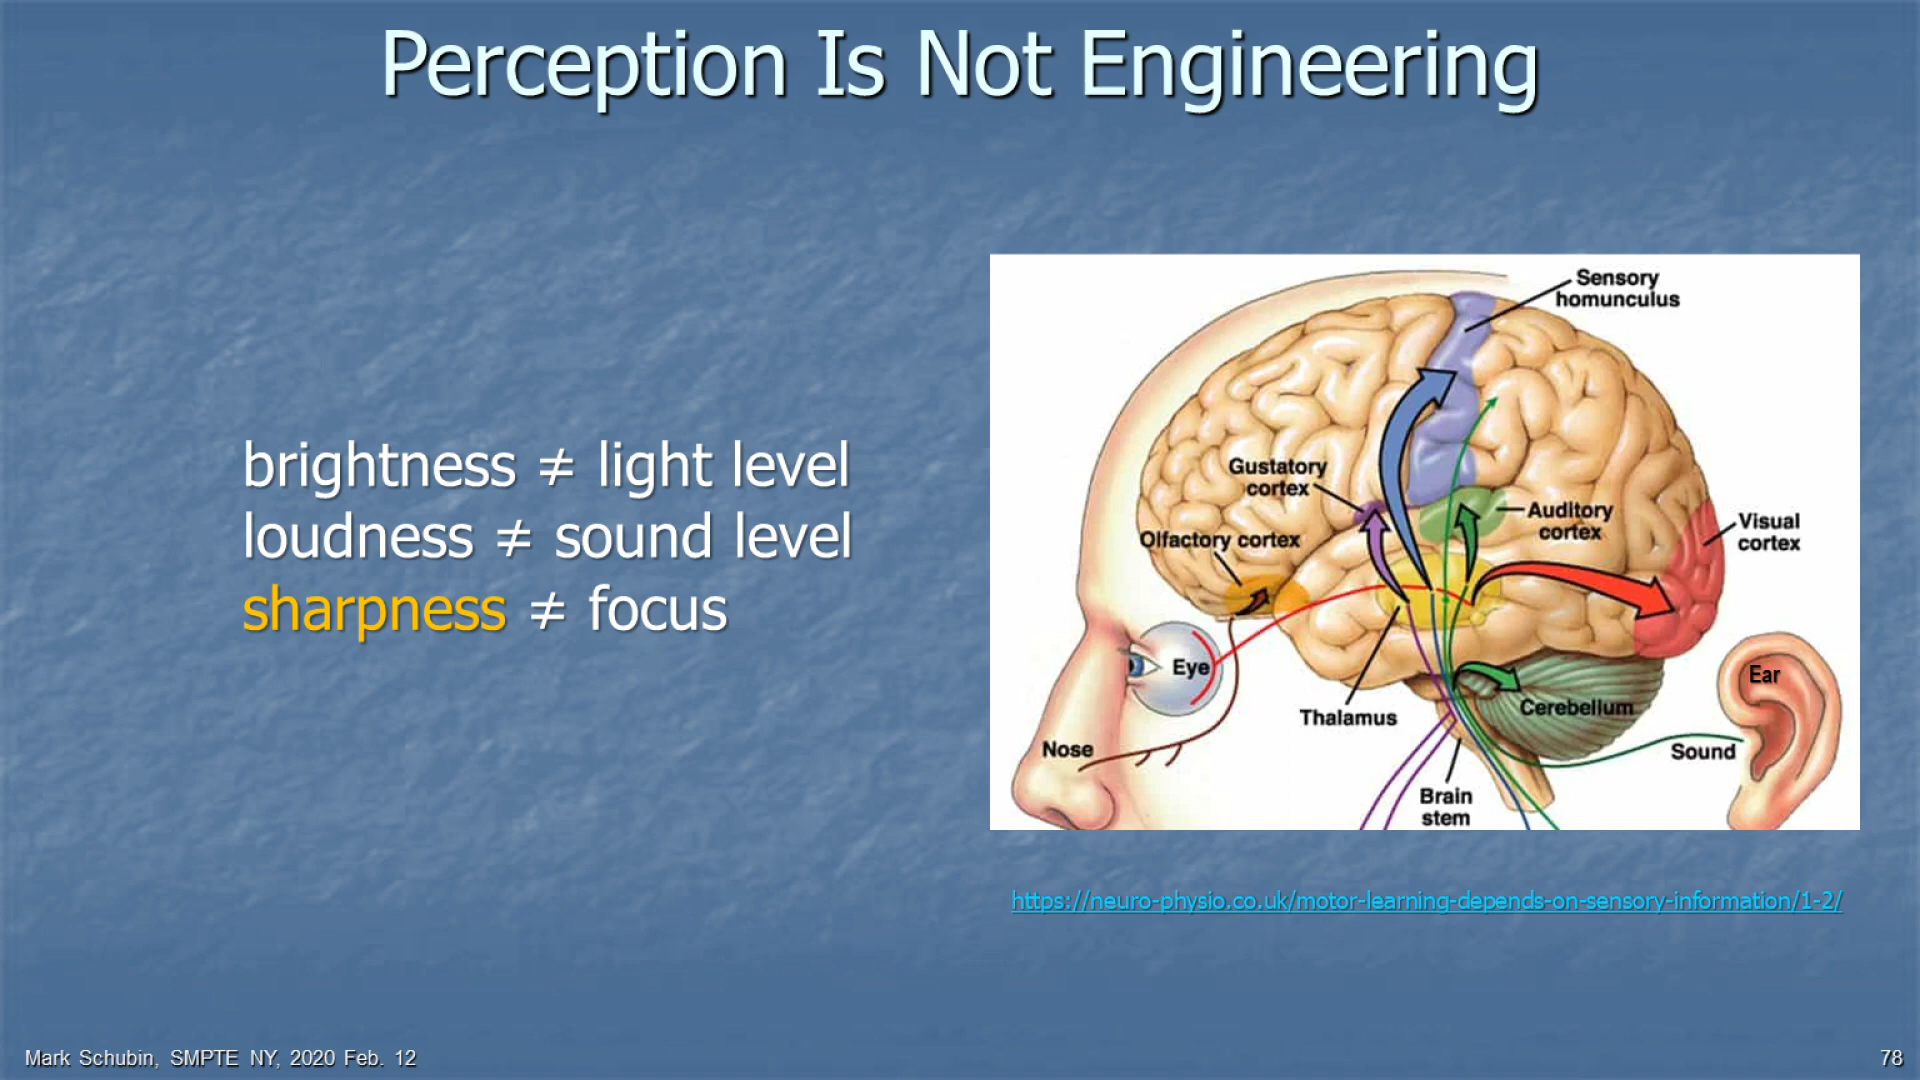 Perception Is Not Engineering
brightness ≠ light level
loudness ≠ sound level
sharpness ≠ focus
Sensory
homunculus
Gustatory
cortex
Auditory
cortex
Visual
cortex
Olfactory cortex
Eye
Ear
Thalamus
Cerebellum
Nose
Sound
Brain
stem
https://neuro-physio.co.uk/motor-learning-depends-on-sensory-information/1-2/
Mark Schubin, SMPTE NY, 2020 Feb. 12
78